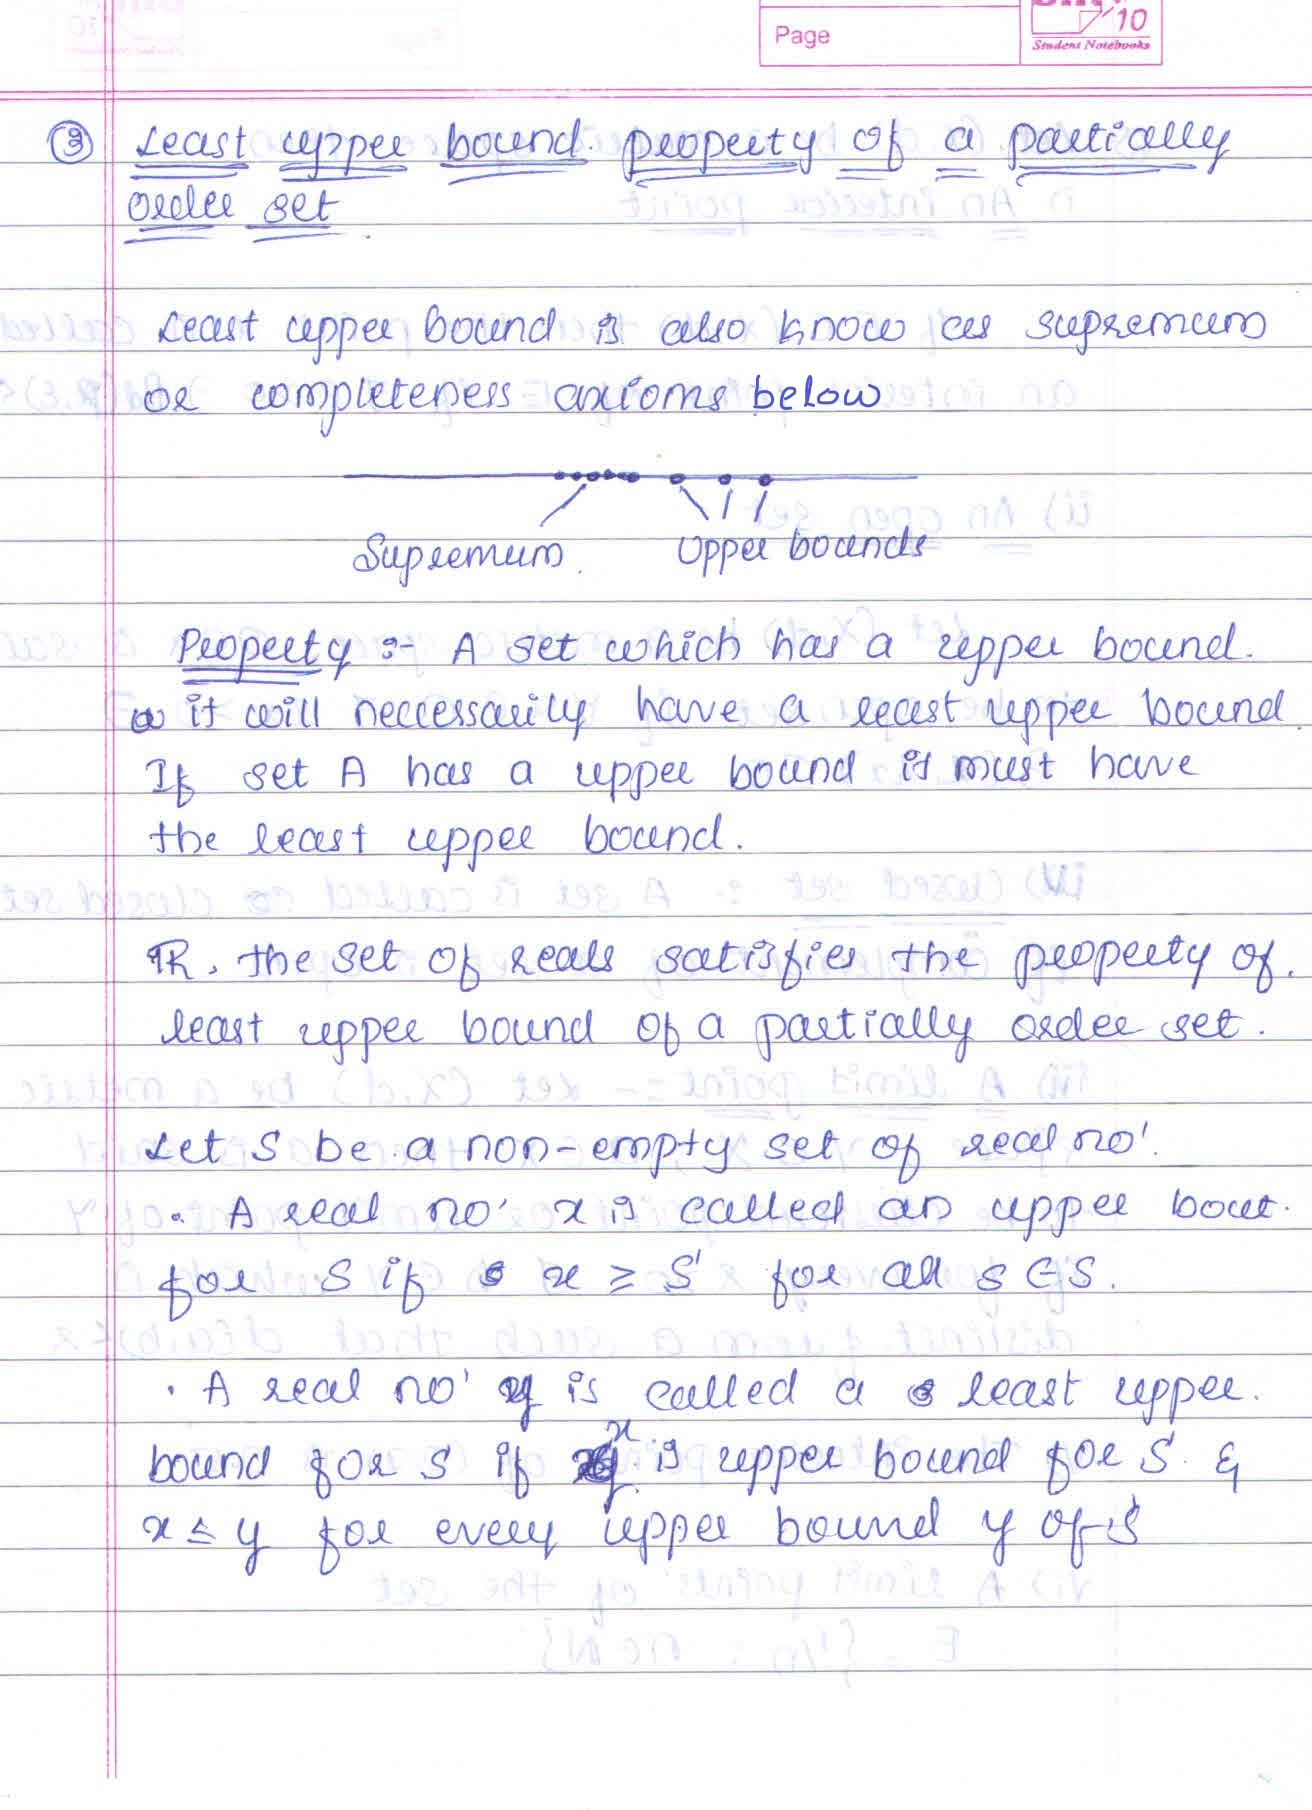 Page
10
Student Notebooks
③ Least upper bound property of a partially
order set
Least upper bound is also know as supremum
or completeness axioms below
Supremum. Upper bounds
Property :- A set which has a upper bound.
it will neccessarily have a least upper bound.
If set A has a upper bound it must have
the least upper bound.
ℝ, the set of reals satisfies the property of.
least upper bound of a partially order set.
Let S be a non-empty set of real no'.
• A real no' x is called an upper bout.
for S if x ≥ S' for all s ∈ S.
• A real no' y is called a least upper.
bound for S if x is upper bound for S &
x ≤ y for every upper bound y of S